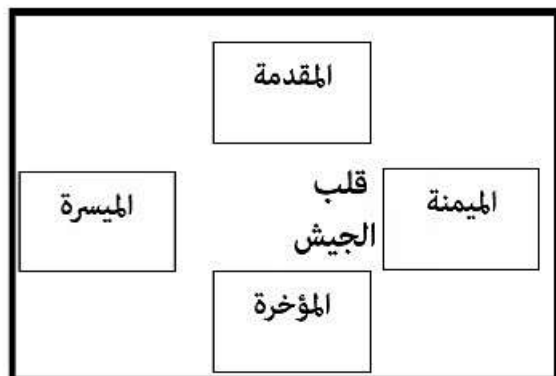 المقدمة
الميمنة
قلب
الجيش
الميسرة
المؤخرة